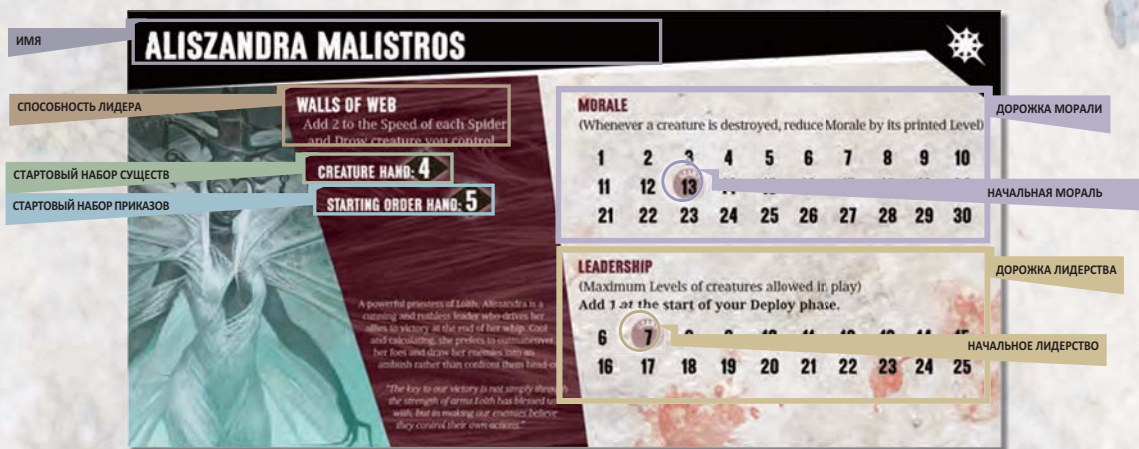 ИМЯ
ALISZANDRA MALISTROS
СПОСОБНОСТЬ ЛИДЕРА
WALLS OF WEB
Add 2 to the Speed of each Spider
and Drow creature you control
СТАРТОВЫЙ НАБОР СУЩЕСТВ
CREATURE HAND: 4
СТАРТОВЫЙ НАБОР ПРИКАЗОВ
STARTING ORDER HAND: 5
A powerful priestess of Lolth, Aliszandra is a
cunning and ruthless leader who drives her
allies to victory at the end of her whip. Cool
and calculating, she prefers to outmaneuver
her foes and draw her enemies into an
ambush rather than confront them head-o
"The key to our victory is not simply through
the strength of arms Lolth has blessed us
with, but in making our enemies believe
they control their own actions."
MORALE
(Whenever a creature is destroyed, reduce Morale by its printed Level)
1 2 3 4 5 6 7 8 9 10
11 12 13
21 22 23 24 25 26 27 28 29 30
ДОРОЖКА МОРАЛИ
НАЧАЛЬНАЯ МОРАЛЬ
LEADERSHIP
(Maximum Levels of creatures allowed in play)
Add 1 at the start of your Deploy phase.
6 7
16 17 18 19 20 21 22 23 24 25
ДОРОЖКА ЛИДЕРСТВА
НАЧАЛЬНОЕ ЛИДЕРСТВО